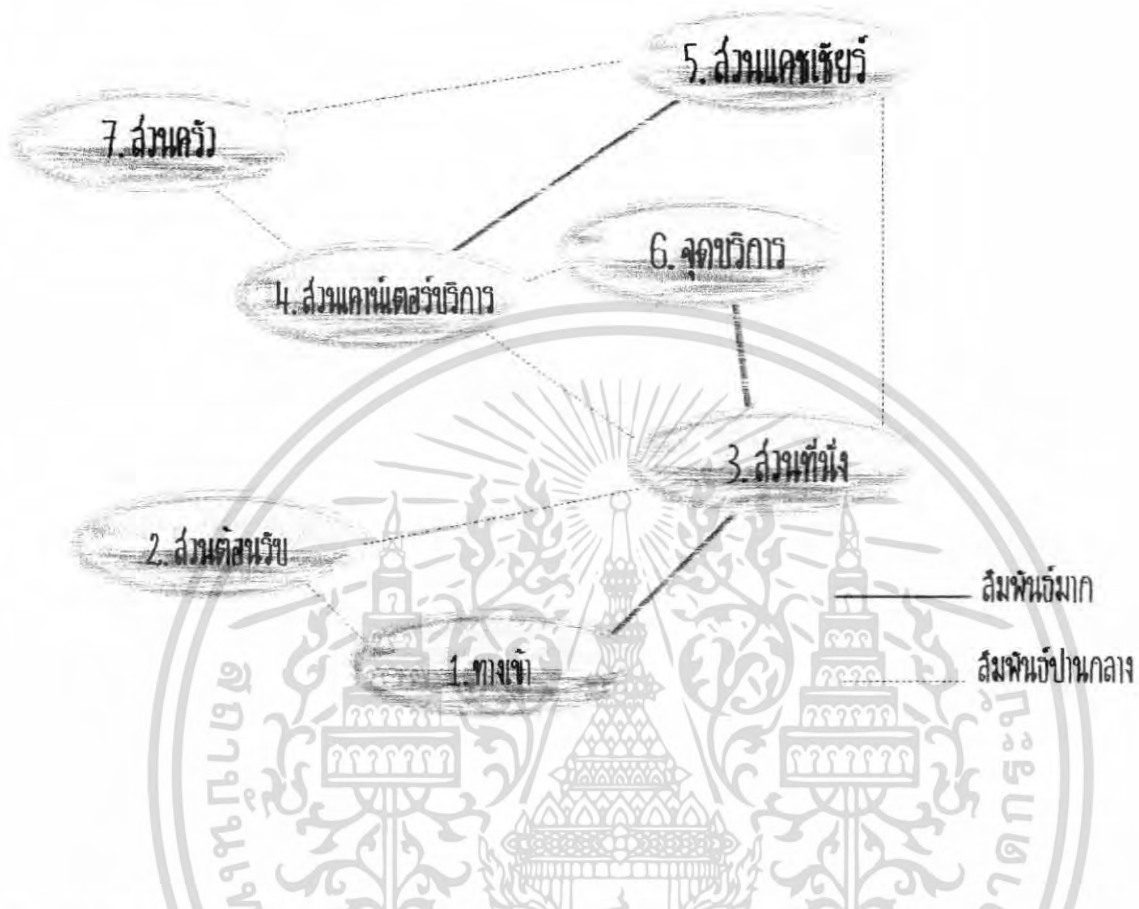 5. ส่วนแคชเชียร์
7. ส่วนครัว
6. จุดบริการ
4. ส่วนเคาน์เตอร์บริการ
3. ส่วนที่นั่ง
2. ส่วนต้อนรับ
สัมพันธ์มาก
1. ทางเข้า
สัมพันธ์ปานกลาง